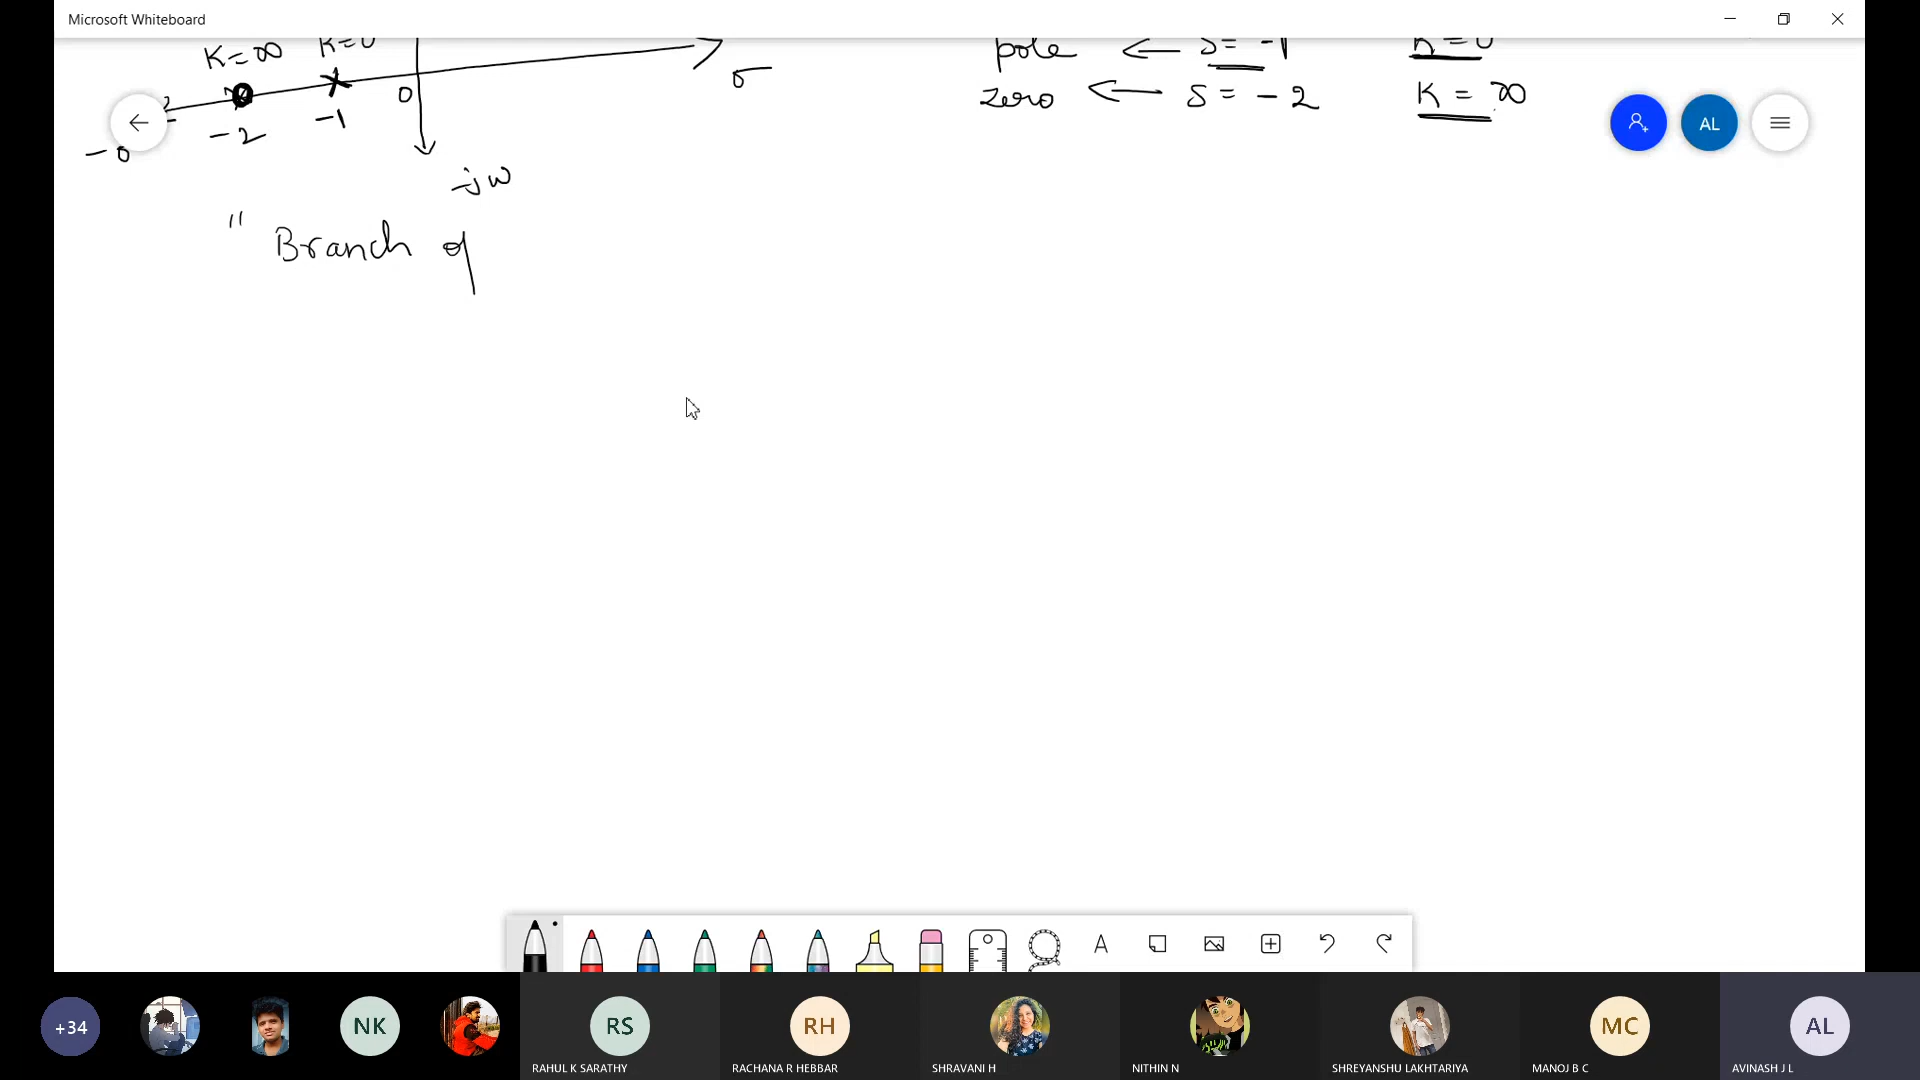 Microsoft Whiteboard
K=∞ K=0
pole ← S= -1 K=0
σ
0
zero ← S = -2 K = ∞
-2 -1
-σ
-jω
AL
" Branch of
A
+34
NK
RS
RH
MC
AL
RAHUL K SARATHY
RACHANA R HEBBAR
SHRAVANI H
NITHIN N
SHREYANSHU LAKHTARIYA
MANOJ B C
AVINASH J L